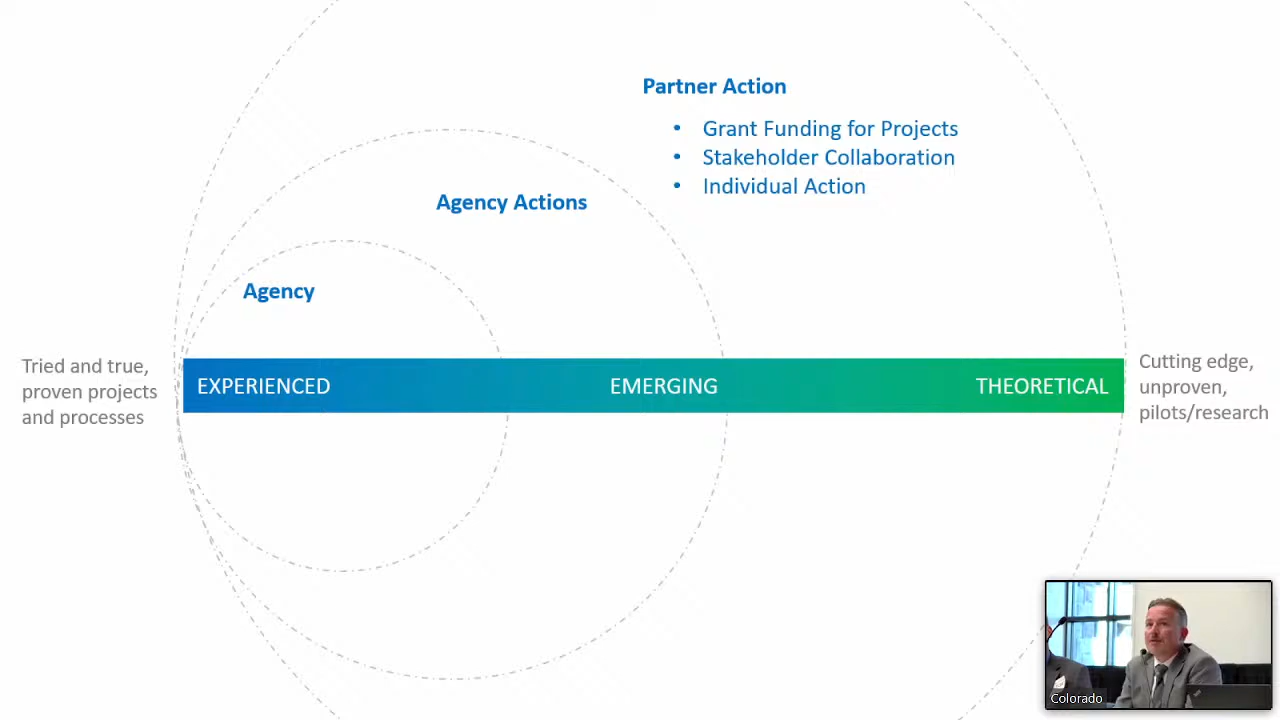 Partner Action
• Grant Funding for Projects
• Stakeholder Collaboration
• Individual Action
Agency Actions
Agency
Tried and true,
proven projects
and processes
EXPERIENCED
EMERGING
THEORETICAL
Cutting edge,
unproven,
pilots/research
Colorado